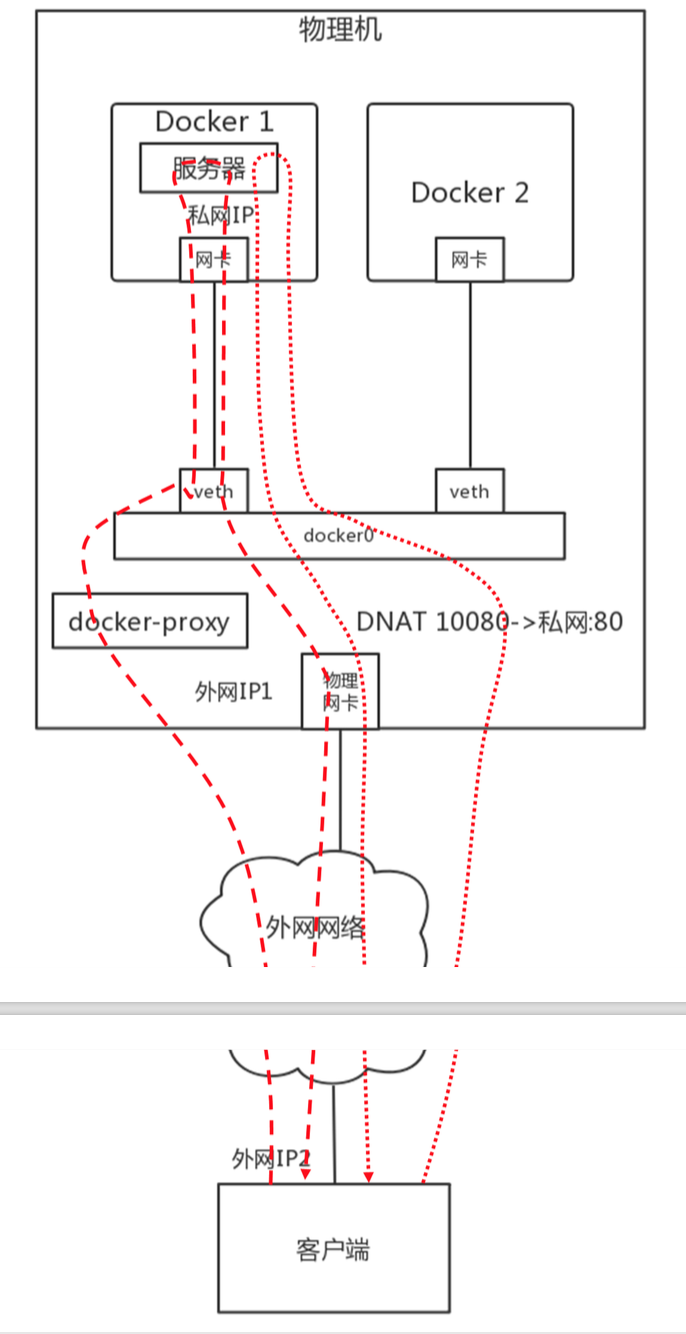 物理机
Docker 1
服务器
私网IP
网卡
Docker 2
网卡
veth
veth
docker0
docker-proxy
DNAT 10080->私网:80
外网IP1
物理
网卡
外网网络
外网IP2
客户端